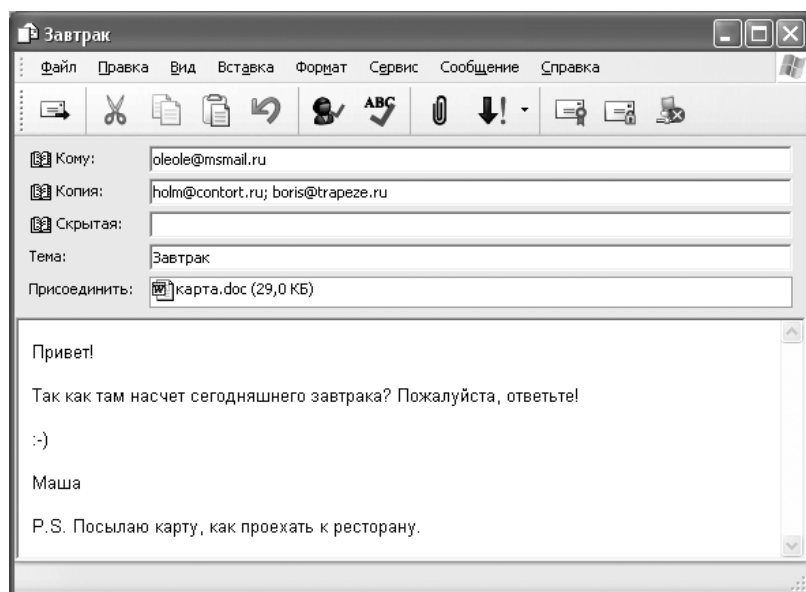 Завтрак
Файл Правка Вид Вставка Формат Сервис Сообщение Справка
ABC
Кому: oleole@msmail.ru
Копия: holm@contort.ru; boris@trapeze.ru
Скрытая:
Тема: Завтрак
Присоединить: карта.doc (29,0 КБ)
Привет!
Так как там насчет сегодняшнего завтрака? Пожалуйста, ответьте!
:-)
Маша
P.S. Посылаю карту, как проехать к ресторану.